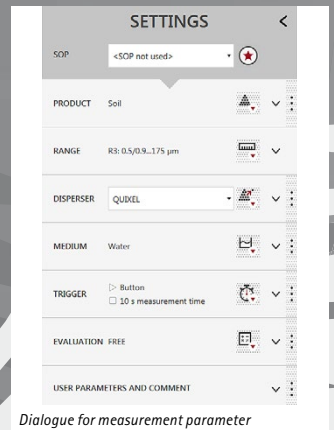 SETTINGS
SOP <SOP not used>
PRODUCT Soil
RANGE R3: 0.5/0.9...175 µm
DISPERSER QUIXEL
MEDIUM Water
TRIGGER Button
10 s measurement time
EVALUATION FREE
USER PARAMETERS AND COMMENT
Dialogue for measurement parameter